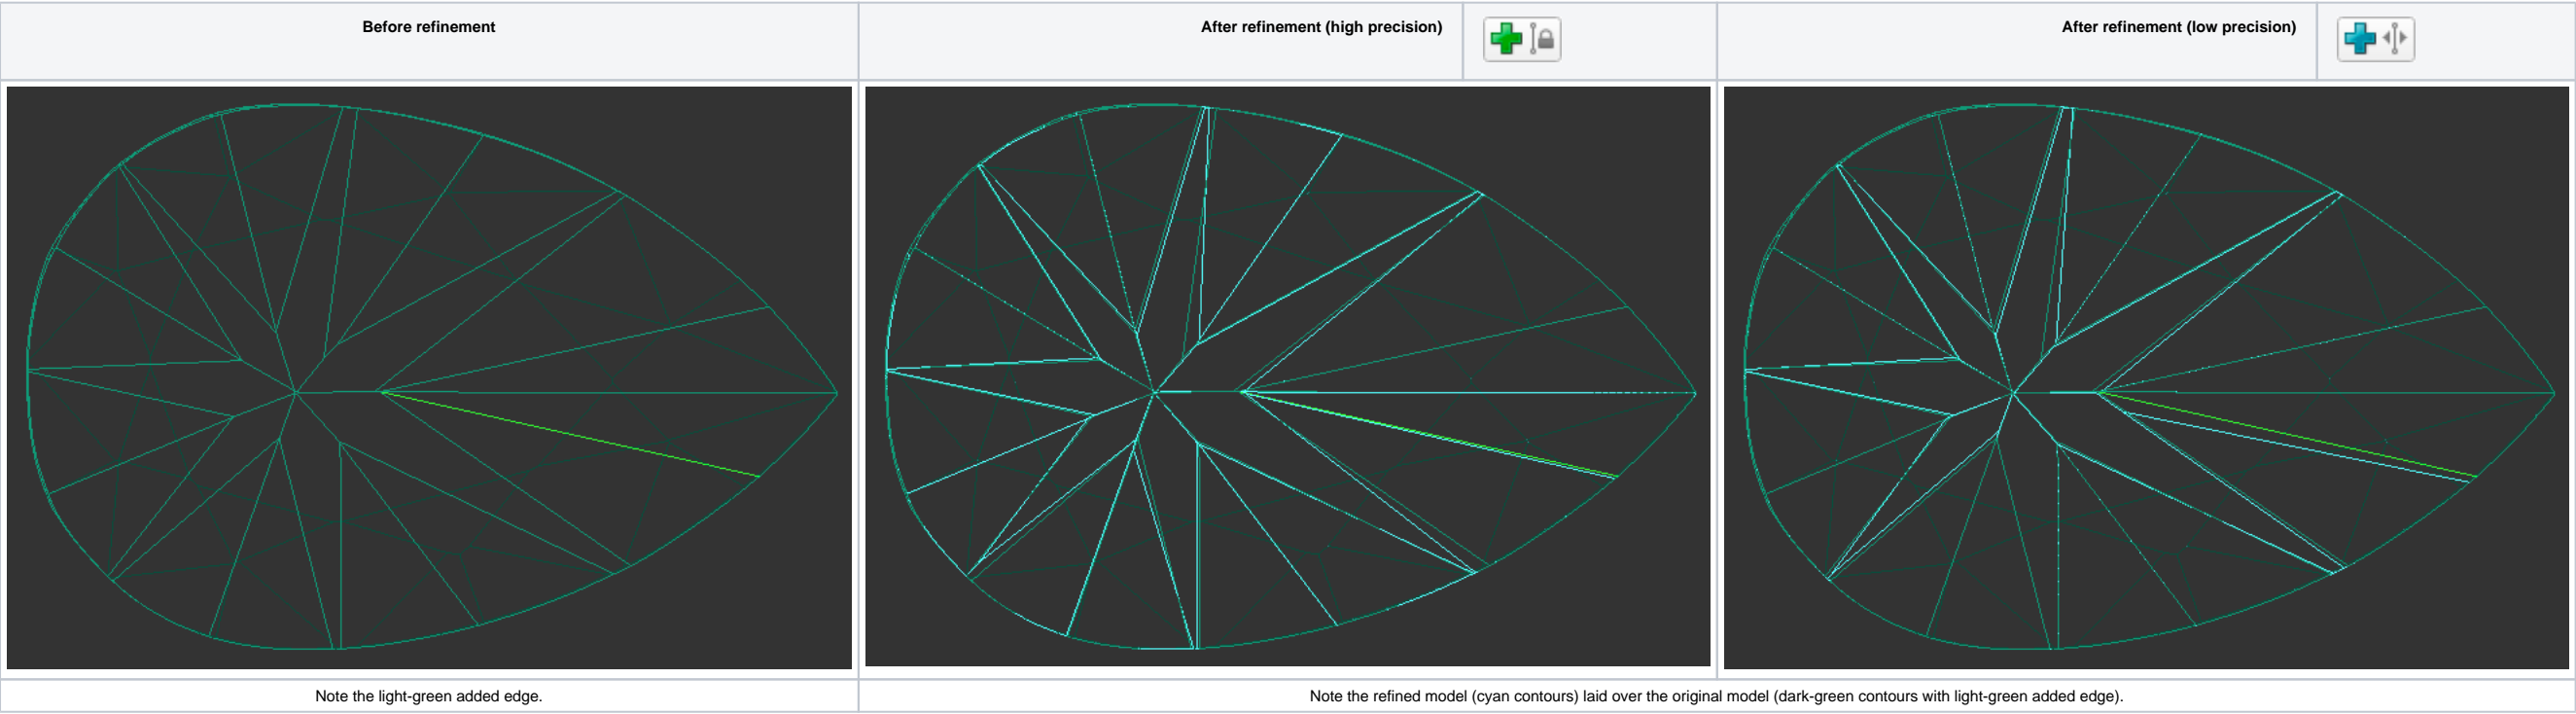 Before refinement
After refinement (high precision)
After refinement (low precision)
Note the light-green added edge.
Note the refined model (cyan contours) laid over the original model (dark-green contours with light-green added edge).